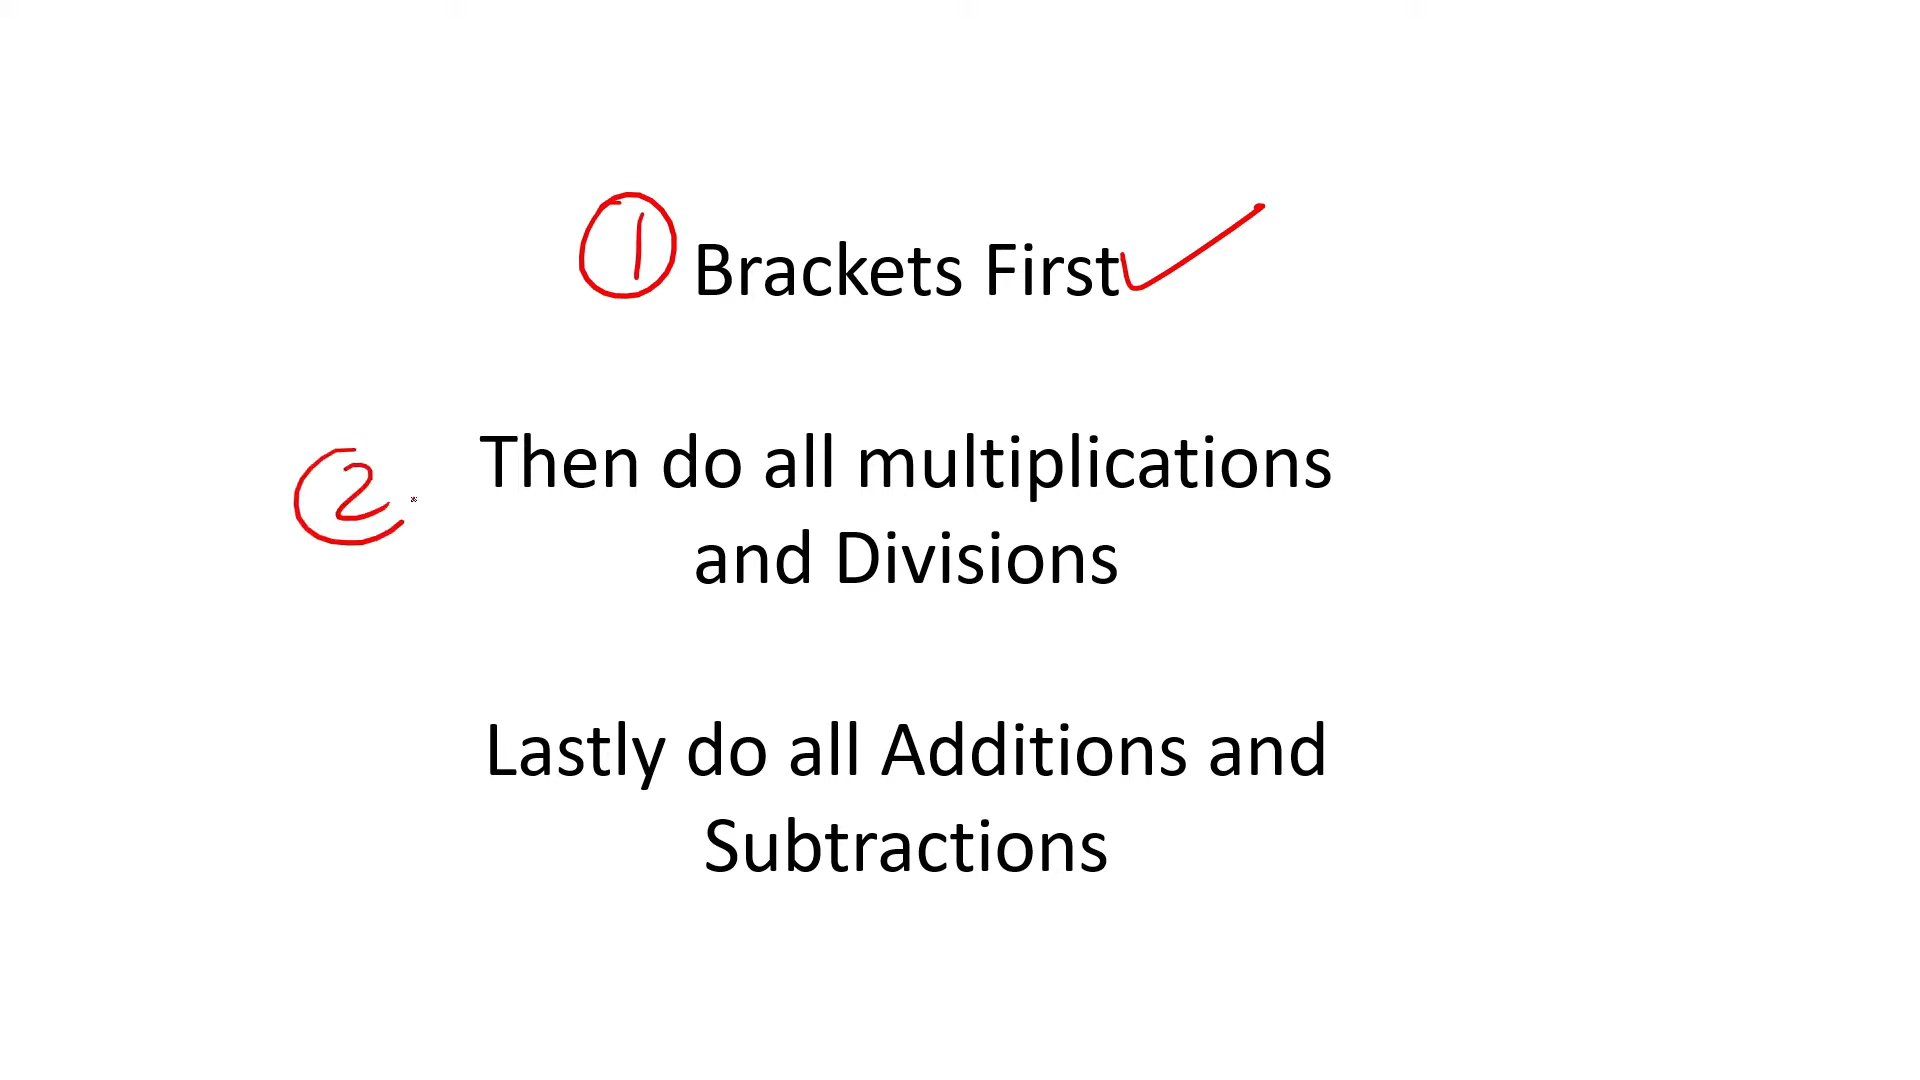 1 Brackets First
2 Then do all multiplications
and Divisions
Lastly do all Additions and
Subtractions